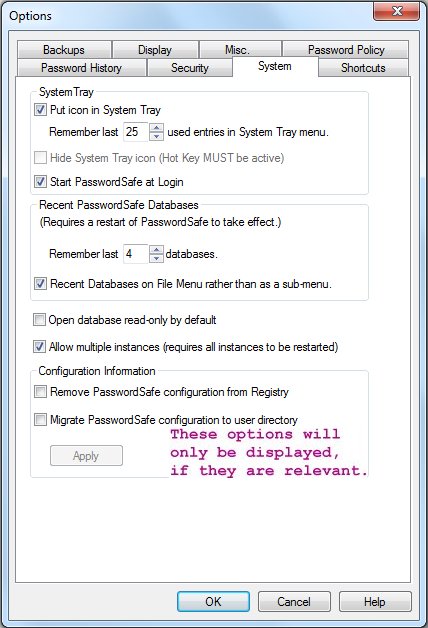 Options
Backups
Display
Misc.
Password Policy
Password History
Security
System
Shortcuts
SystemTray
Put icon in System Tray
Remember last 25 used entries in System Tray menu.
Hide System Tray icon (Hot Key MUST be active)
Start PasswordSafe at Login
Recent PasswordSafe Databases
(Requires a restart of PasswordSafe to take effect.)
Remember last 4 databases.
Recent Databases on File Menu rather than as a sub-menu.
Open database read-only by default
Allow multiple instances (requires all instances to be restarted)
Configuration Information
Remove PasswordSafe configuration from Registry
Migrate PasswordSafe configuration to user directory
These options will
only be displayed,
if they are relevant.
Apply
OK
Cancel
Help